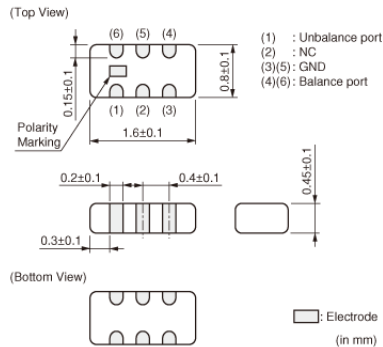 (Top View)
(6) (5) (4)
(1) : Unbalance port
(2) : NC
(3)(5) : GND
(4)(6) : Balance port
0.15±0.1
0.8±0.1
(1) (2) (3)
Polarity
Marking
1.6±0.1
0.2±0.1
0.4±0.1
0.45±0.1
0.3±0.1
(Bottom View)
: Electrode
(in mm)